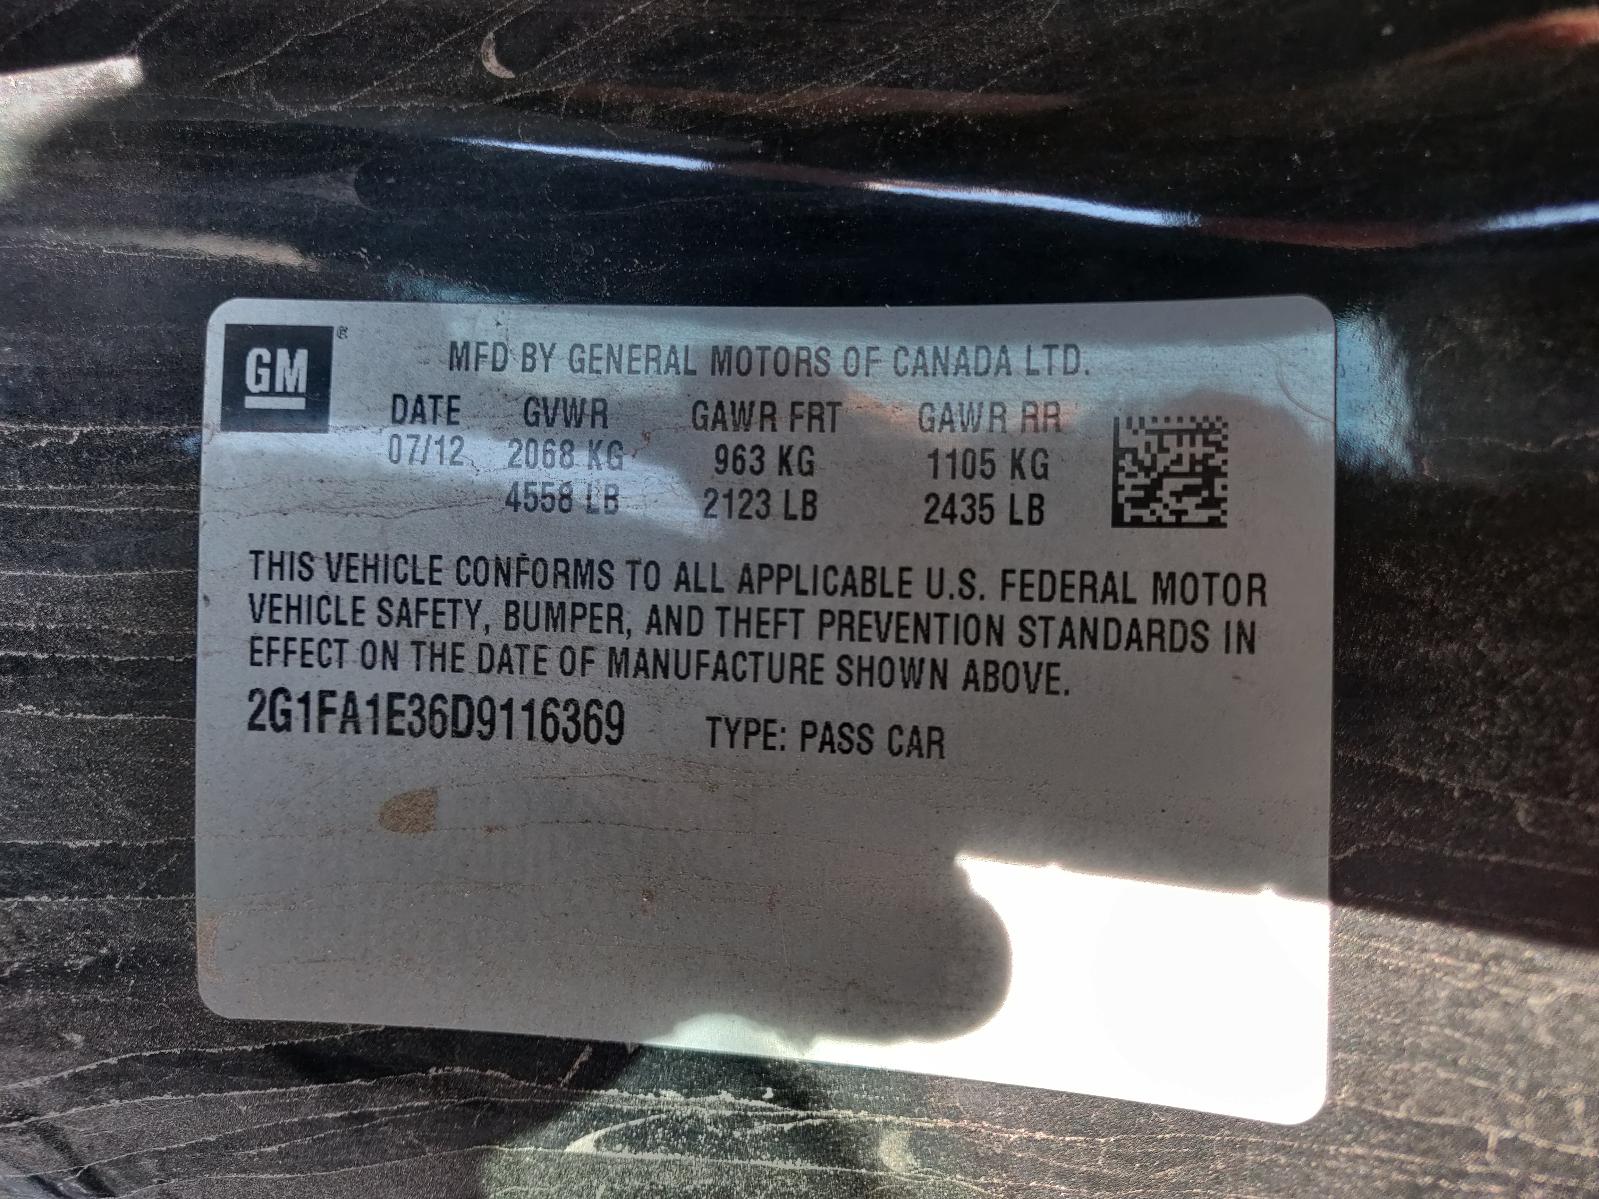 GM ®
MFD BY GENERAL MOTORS OF CANADA LTD.
DATE GVWR GAWR FRT GAWR RR
07/12 2068 KG 963 KG 1105 KG
4558 LB 2123 LB 2435 LB
THIS VEHICLE CONFORMS TO ALL APPLICABLE U.S. FEDERAL MOTOR
VEHICLE SAFETY, BUMPER, AND THEFT PREVENTION STANDARDS IN
EFFECT ON THE DATE OF MANUFACTURE SHOWN ABOVE.
2G1FA1E36D9116369 TYPE: PASS CAR